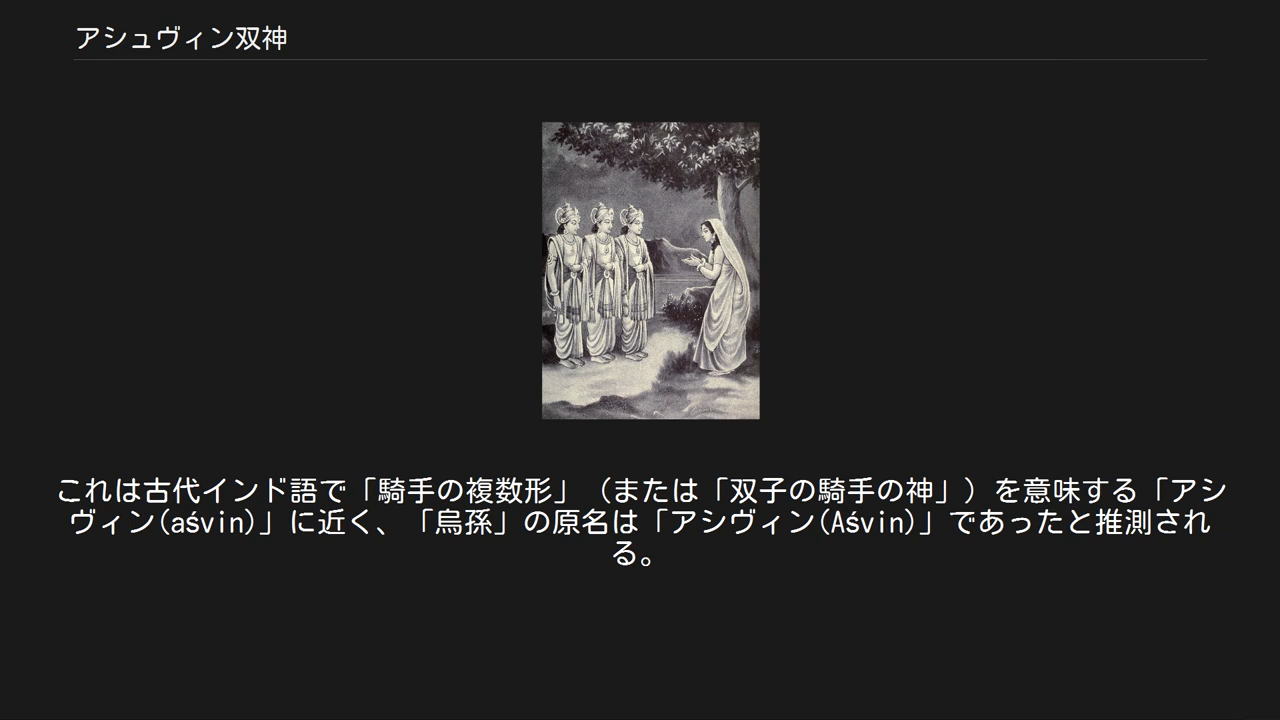 アシュヴィン双神
これは古代インド語で「騎手の複数形」（または「双子の騎手の神」）を意味する「アシ
ヴィン(aśvin)」に近く、「烏孫」の原名は「アシヴィン(Aśvin)」であったと推測され
る。